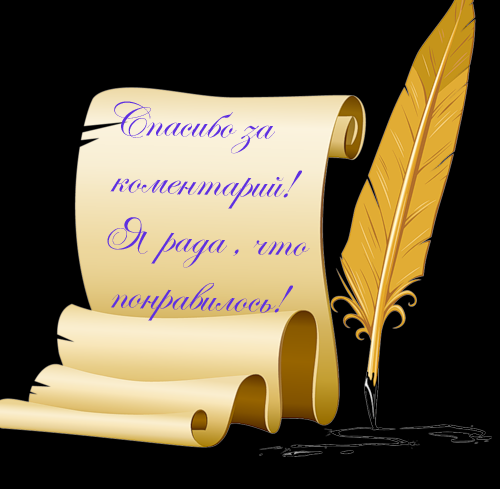 Спасибо за
коментарий!
Я рада , что
понравилось!